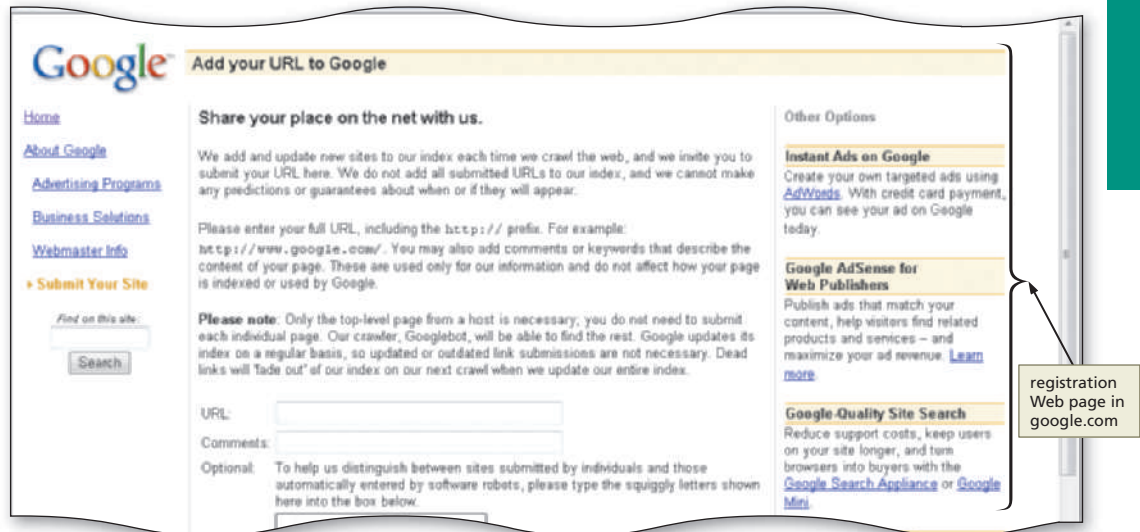 Google™
Add your URL to Google
Home
About Google
Advertising Programs
Business Solutions
Webmaster Info
Submit Your Site
Find on this site:
Search
Share your place on the net with us.
We add and update new sites to our index each time we crawl the web, and we invite you to
submit your URL here. We do not add all submitted URLs to our index, and we cannot make
any predictions or guarantees about when or if they will appear.
Please enter your full URL, including the http:// prefix. For example:
http://www.google.com/. You may also add comments or keywords that describe the
content of your page. These are used only for our information and do not affect how your page
is indexed or used by Google.
Please note: Only the top-level page from a host is necessary; you do not need to submit
each individual page. Our crawler, Googlebot, will be able to find the rest. Google updates its
index on a regular basis, so updated or outdated link submissions are not necessary. Dead
links will 'fade out' of our index on our next crawl when we update our entire index.
URL:
Comments:
Optional: To help us distinguish between sites submitted by individuals and those
automatically entered by software robots, please type the squiggly letters shown
here into the box below.
Other Options
Instant Ads on Google
Create your own targeted ads using
AdWords. With credit card payment,
you can see your ad on Google
today.
Google AdSense for
Web Publishers
Publish ads that match your
content, help visitors find related
products and services – and
maximize your ad revenue. Learn
more.
Google-Quality Site Search
Reduce support costs, keep users
on your site longer, and turn
browsers into buyers with the
Google Search Appliance or Google
Mini.
registration
Web page in
google.com